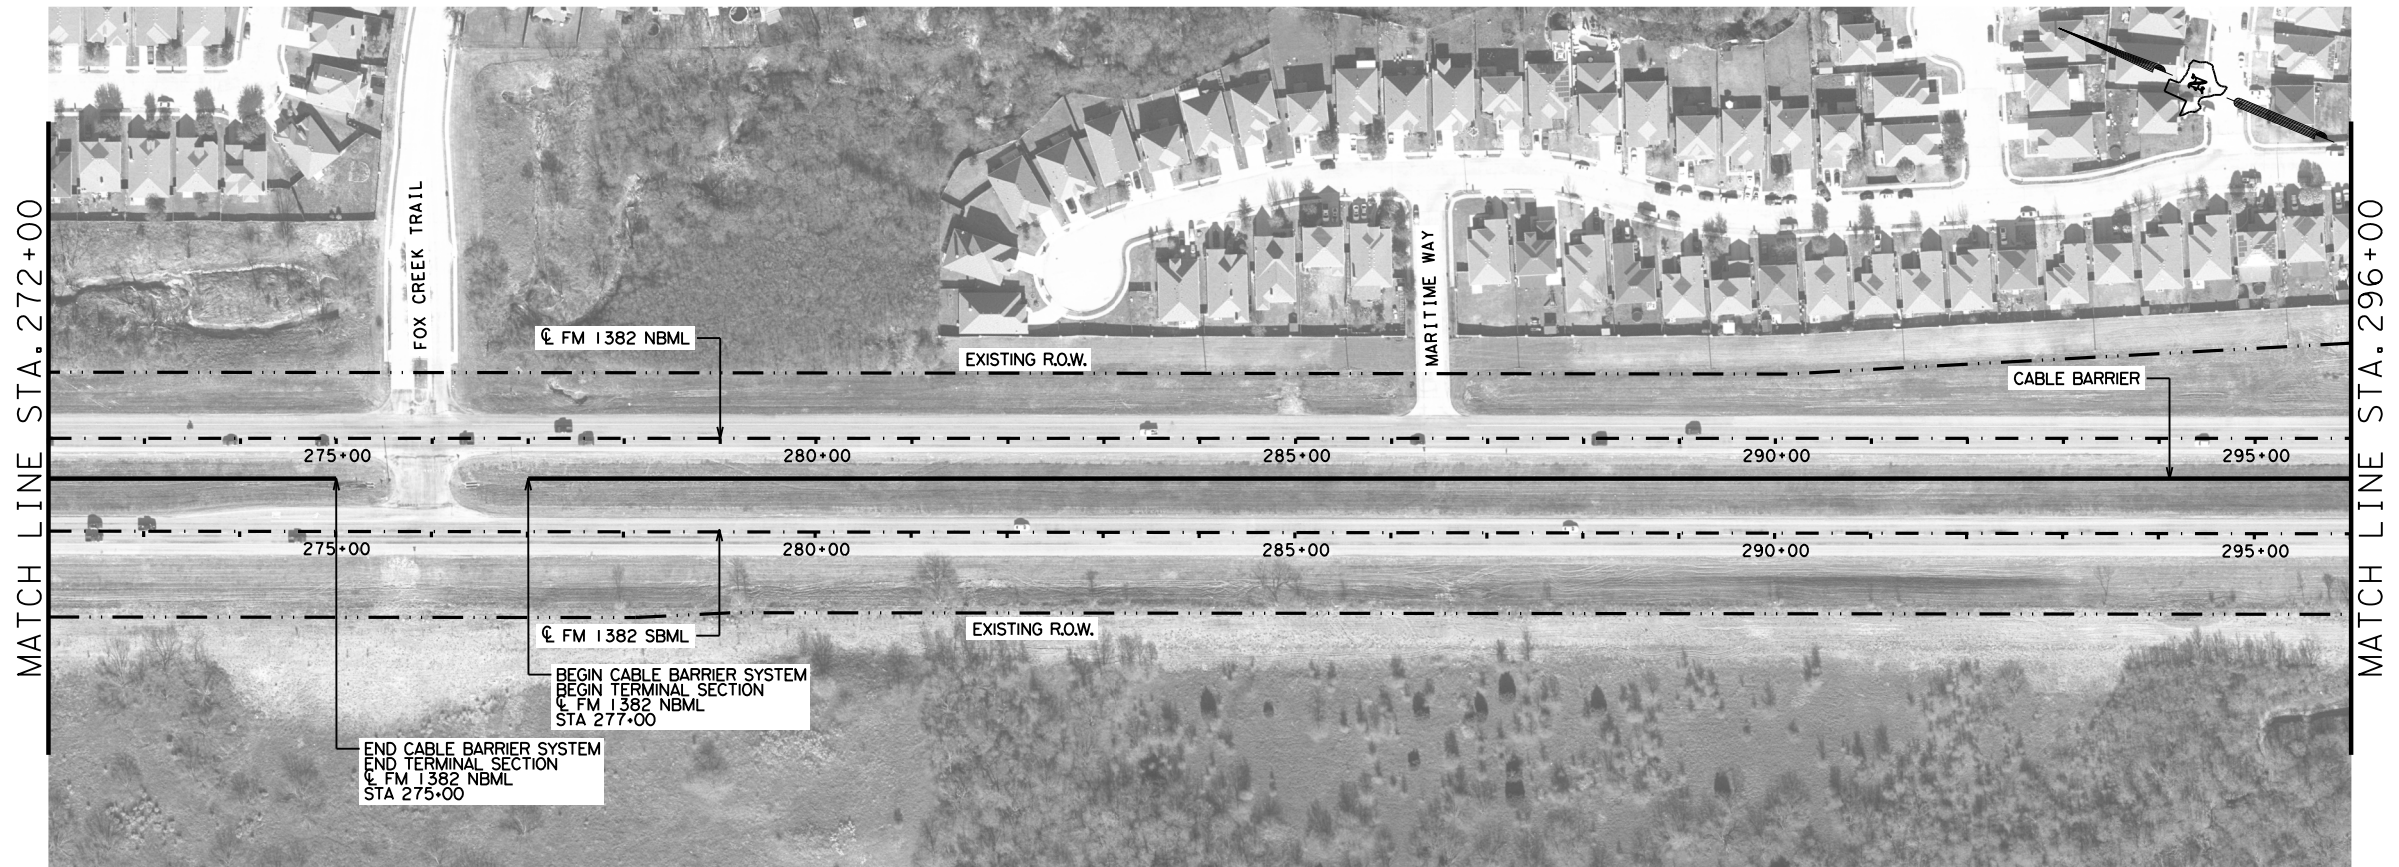 MATCH LINE STA. 272+00
FOX CREEK TRAIL
MARITIME WAY
N
MATCH LINE STA. 296+00
℄ FM 1382 NBML
EXISTING R.O.W.
CABLE BARRIER
275+00
280+00
285+00
290+00
295+00
275+00
280+00
285+00
290+00
295+00
℄ FM 1382 SBML
EXISTING R.O.W.
BEGIN CABLE BARRIER SYSTEM
BEGIN TERMINAL SECTION
℄ FM 1382 NBML
STA 277+00
END CABLE BARRIER SYSTEM
END TERMINAL SECTION
℄ FM 1382 NBML
STA 275+00